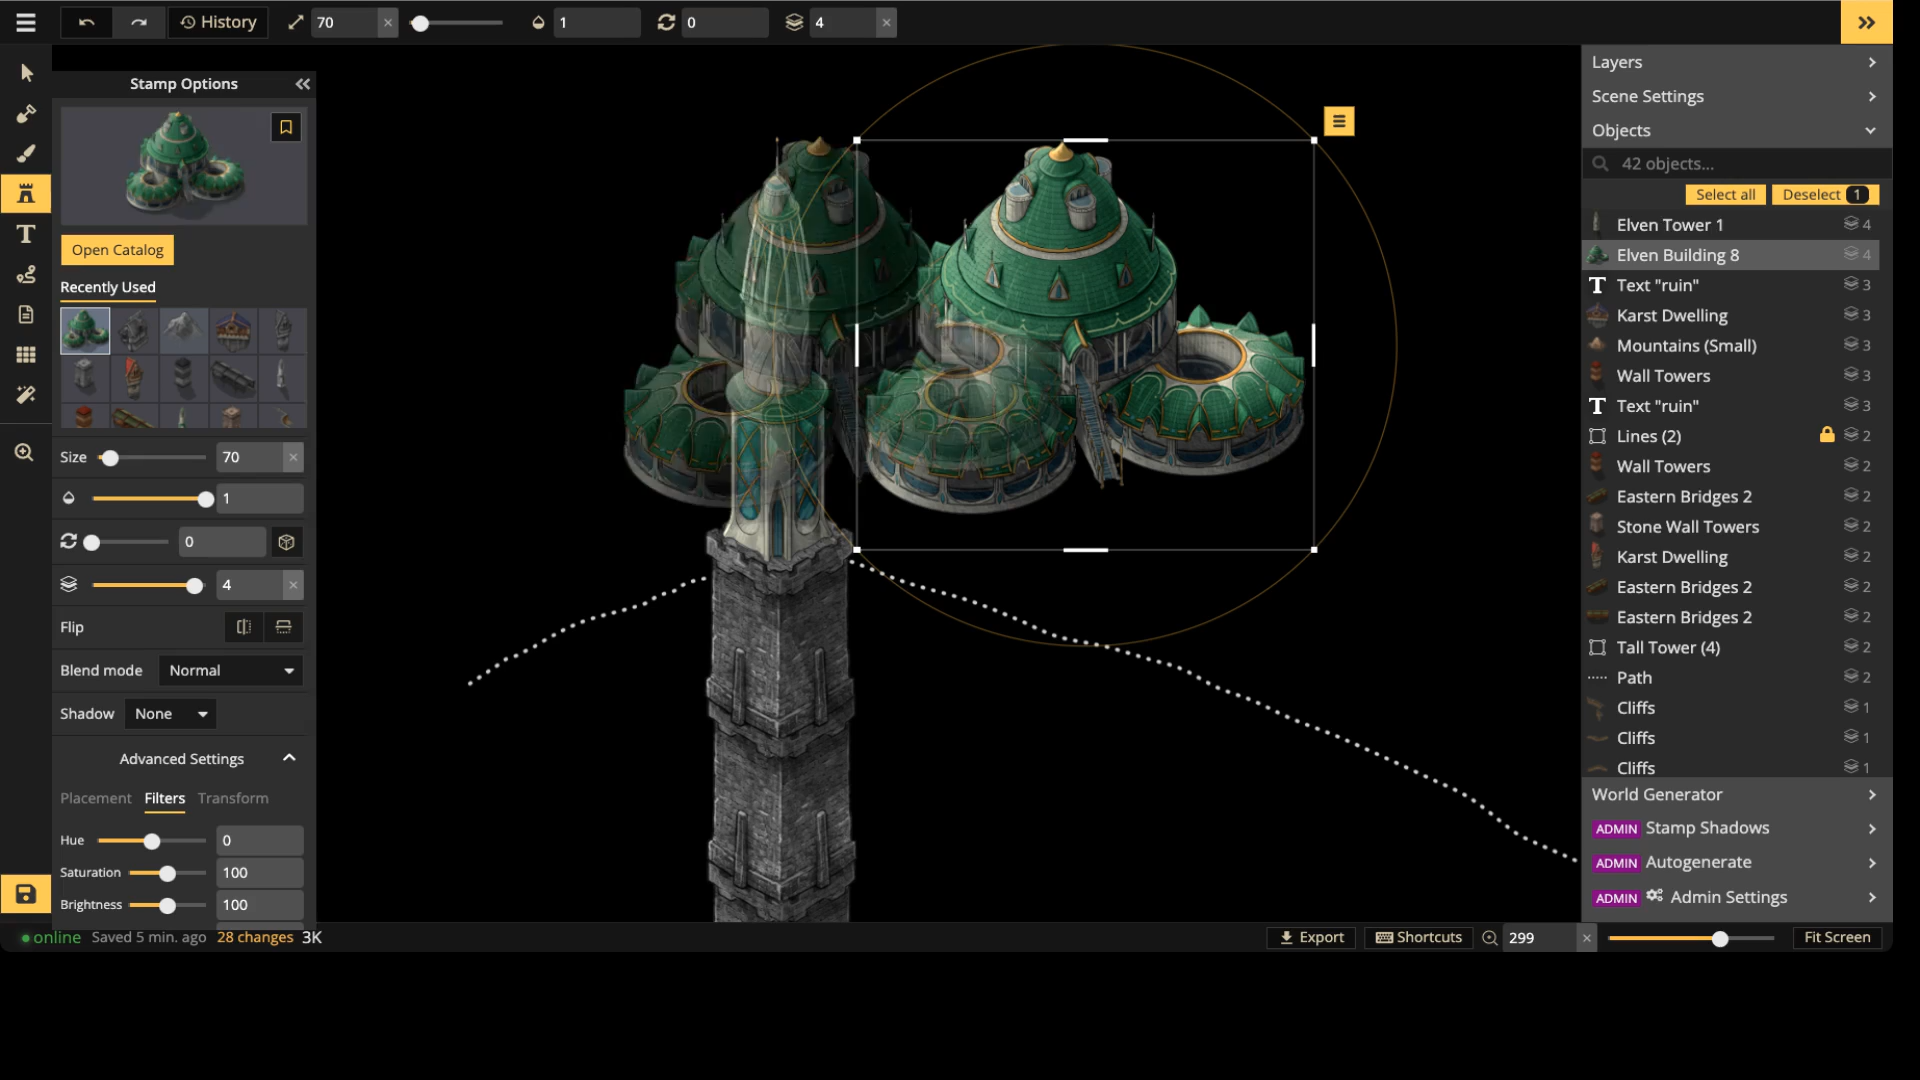 History
70
×
1
0
4
×
»
Stamp Options
Open Catalog
Recently Used
Size
70
×
1
0
4
×
Flip
Blend mode
Normal
Shadow
None
Advanced Settings
Placement
Filters
Transform
Hue
0
Saturation
100
Brightness
100
online
Saved 5 min. ago
28 changes
3K
Layers
Scene Settings
Objects
42 objects...
Select all
Deselect 1
Elven Tower 1 4
Elven Building 8 4
T Text "ruin" 3
Karst Dwelling 3
Mountains (Small) 3
Wall Towers 3
T Text "ruin" 3
Lines (2) 2
Wall Towers 2
Eastern Bridges 2 2
Stone Wall Towers 2
Karst Dwelling 2
Eastern Bridges 2 2
Eastern Bridges 2 2
Tall Tower (4) 2
Path 2
Cliffs 1
Cliffs 1
Cliffs 1
World Generator
ADMIN Stamp Shadows
ADMIN Autogenerate
ADMIN Admin Settings
Export
Shortcuts
299
×
Fit Screen